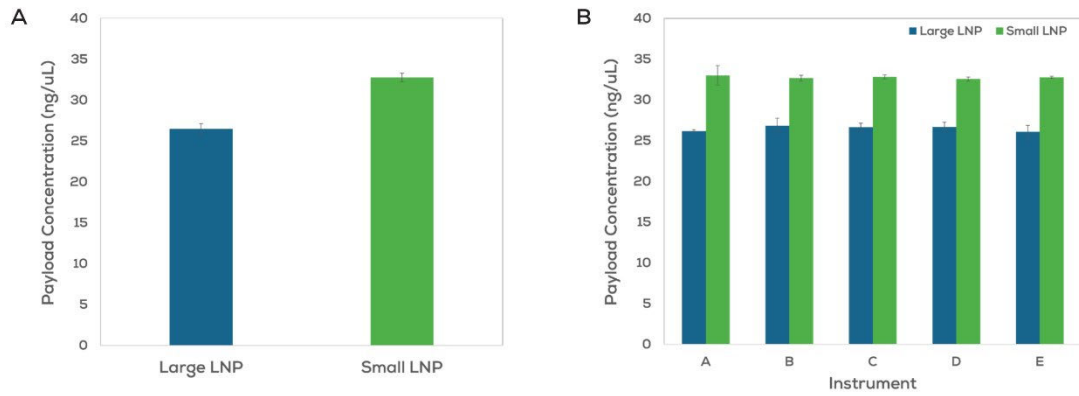 A
Payload Concentration (ng/uL)
40
35
30
25
20
15
10
5
0
Large LNP Small LNP
B
Payload Concentration (ng/uL)
40
35
30
25
20
15
10
5
0
Large LNP Small LNP
A B C D E
Instrument